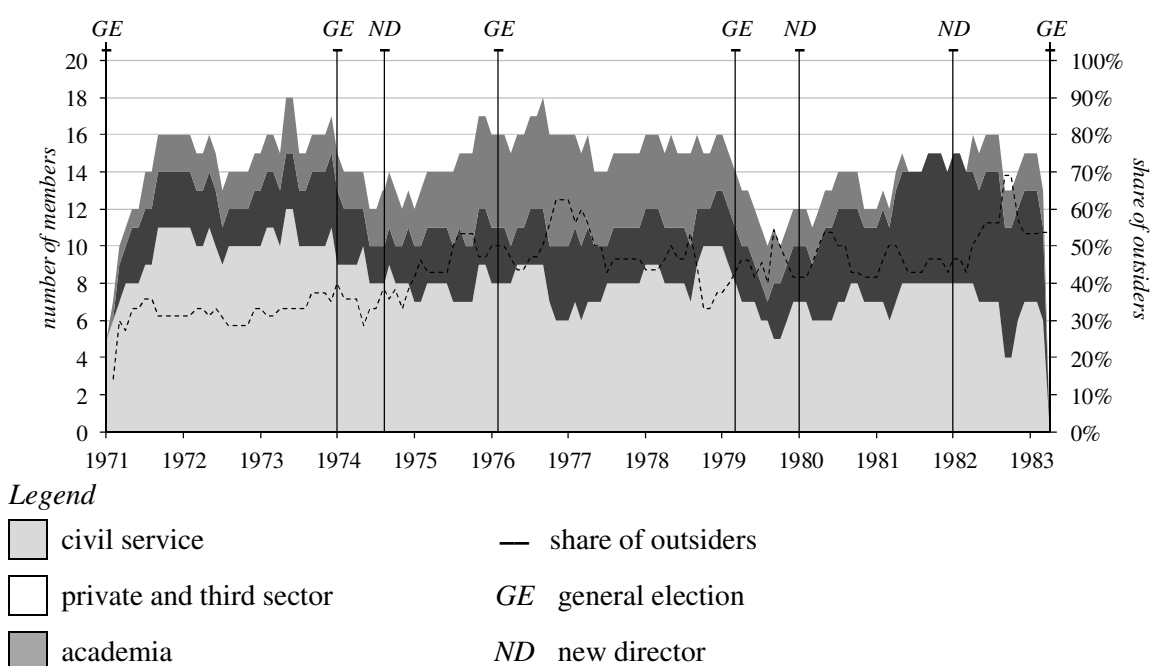 GE GE ND GE GE ND ND GE
20 100%
18 90%
16 80%
14 70%
12 60%
10 50%
8 40%
6 30%
4 20%
2 10%
0 0%
number of members
share of outsiders
1971 1972 1973 1974 1975 1976 1977 1978 1979 1980 1981 1982 1983
Legend
civil service share of outsiders
private and third sector GE general election
academia ND new director